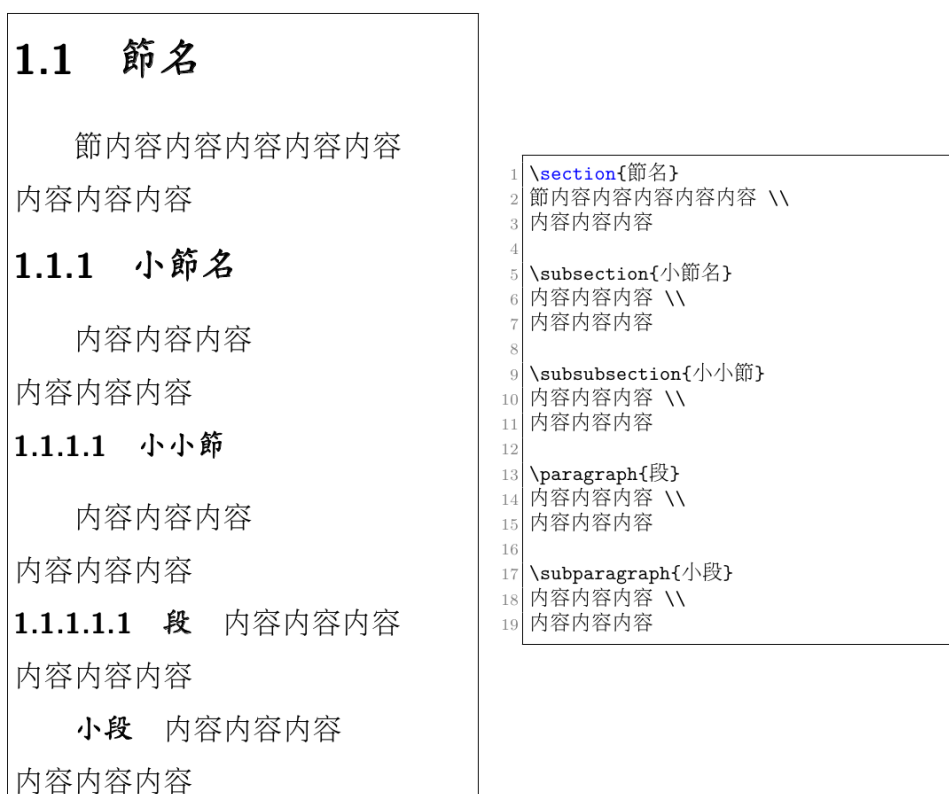 1.1 節名
節内容内容内容内容内容
内容内容内容
1.1.1 小節名
内容内容内容
内容内容内容
1.1.1.1 小小節
内容内容内容
内容内容内容
1.1.1.1.1 段 内容内容内容
内容内容内容
小段 内容内容内容
内容内容内容
1 \section{節名}
2 節内容内容内容内容内容 \\
3 内容内容内容
4
5 \subsection{小節名}
6 内容内容内容 \\
7 内容内容内容
8
9 \subsubsection{小小節}
10 内容内容内容 \\
11 内容内容内容
12
13 \paragraph{段}
14 内容内容内容 \\
15 内容内容内容
16
17 \subparagraph{小段}
18 内容内容内容 \\
19 内容内容内容